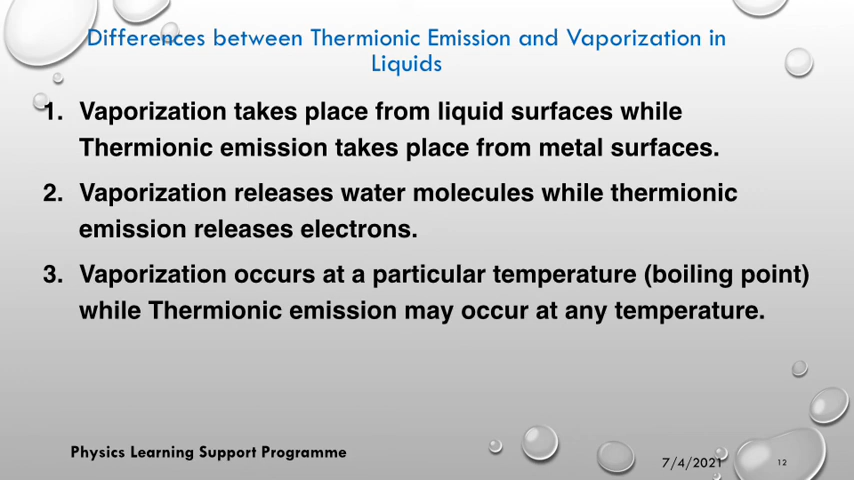 Differences between Thermionic Emission and Vaporization in
Liquids
1. Vaporization takes place from liquid surfaces while
Thermionic emission takes place from metal surfaces.
2. Vaporization releases water molecules while thermionic
emission releases electrons.
3. Vaporization occurs at a particular temperature (boiling point)
while Thermionic emission may occur at any temperature.
Physics Learning Support Programme
7/4/2021
12